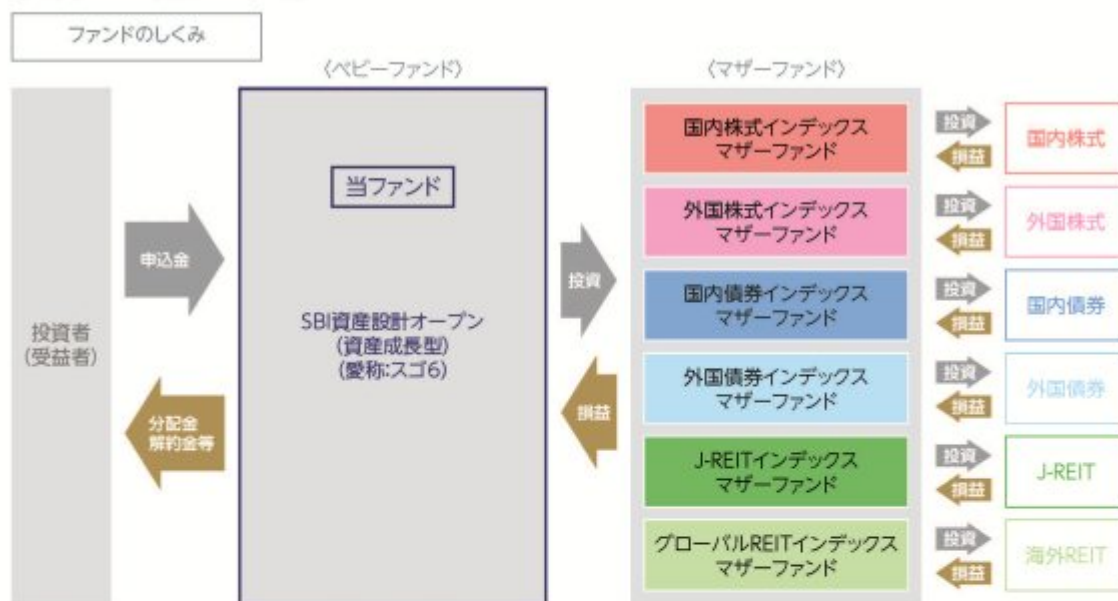 ファンドのしくみ
〈ベビーファンド〉
〈マザーファンド〉
投資者
(受益者)
申込金
分配金
解約金等
当ファンド
SBI資産設計オープン
(資産成長型)
(愛称:スゴ6)
投資
損益
国内株式インデックス
マザーファンド
投資
損益
国内株式
外国株式インデックス
マザーファンド
投資
損益
外国株式
国内債券インデックス
マザーファンド
投資
損益
国内債券
外国債券インデックス
マザーファンド
投資
損益
外国債券
J-REITインデックス
マザーファンド
投資
損益
J-REIT
グローバルREITインデックス
マザーファンド
投資
損益
海外REIT